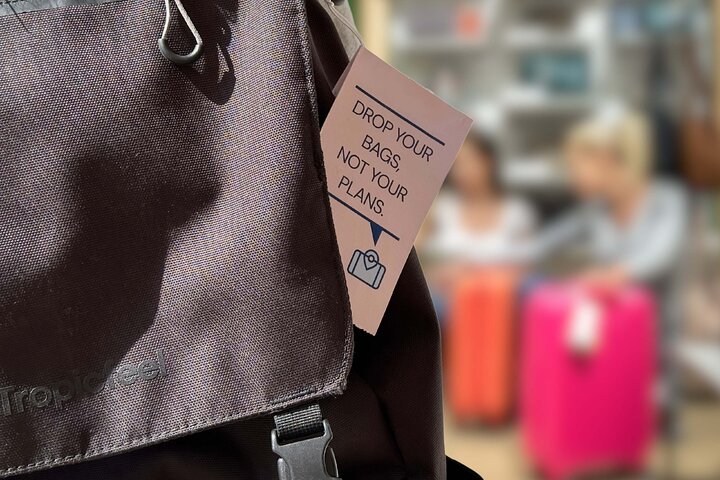 DROP YOUR
BAGS,
NOT YOUR
PLANS.
Tropicfeel